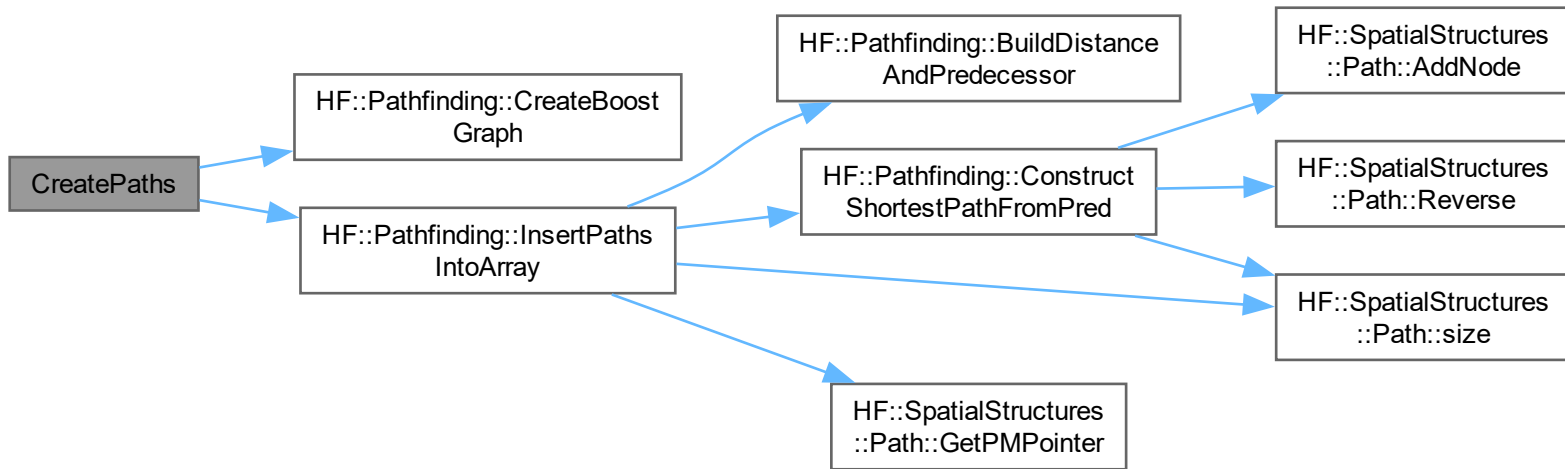 CreatePaths
HF::Pathfinding::CreateBoost
Graph
HF::Pathfinding::InsertPaths
IntoArray
HF::Pathfinding::BuildDistance
AndPredecessor
HF::Pathfinding::Construct
ShortestPathFromPred
HF::SpatialStructures
::Path::GetPMPointer
HF::SpatialStructures
::Path::AddNode
HF::SpatialStructures
::Path::Reverse
HF::SpatialStructures
::Path::size